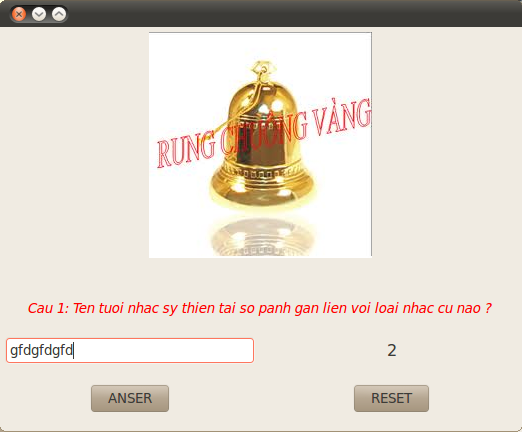 RUNG CHUÔNG VÀNG
Cau 1: Ten tuoi nhac sy thien tai so panh gan lien voi loai nhac cu nao ?
gfdgfdgfd
2
ANSER
RESET